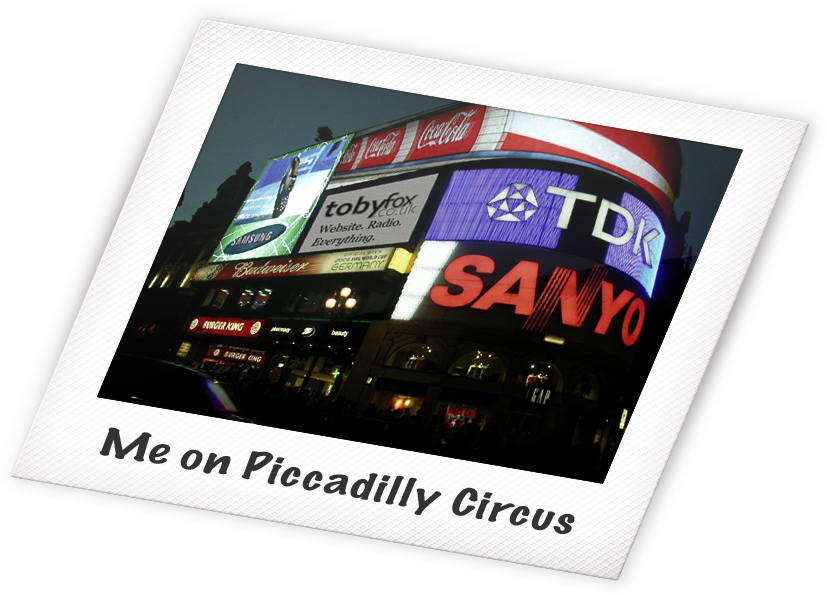 Coca-Cola
Coca-Cola
SAMSUNG
tobyfox
co.uk
Website. Radio.
Everything.
TDK
Budweiser
2006 FIFA WORLD CUP
GERMANY
SANYO
BURGER KING
pharmacy
beauty
BURGER KING
GAP
Me on Piccadilly Circus